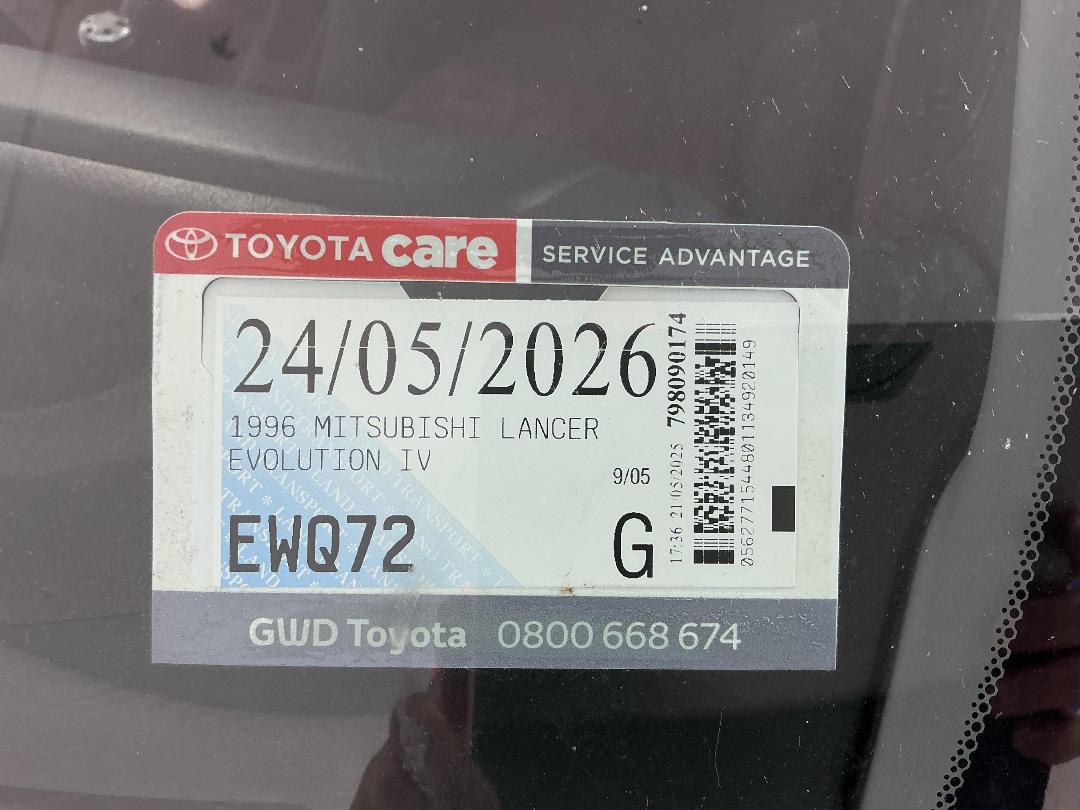 TOYOTA care SERVICE ADVANTAGE
24/05/2026
1996 MITSUBISHI LANCER
EVOLUTION IV
9/05
EWQ72 G
17:36 21/05/2025 798090174
0562771544801134920149
GWD Toyota 0800 668 674